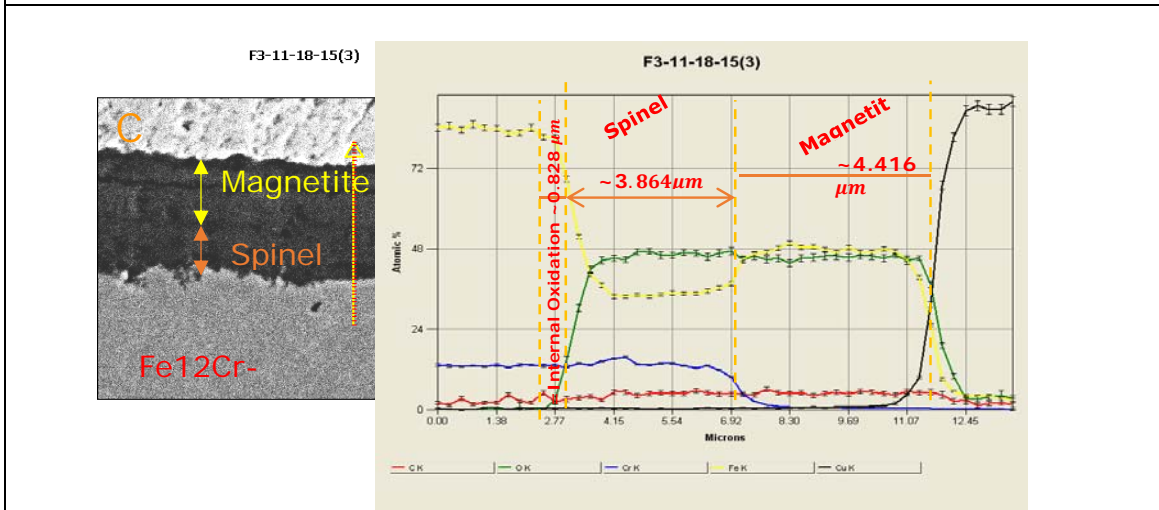 F3-11-18-15(3)
C
Magnetite
Spinel
Fe12Cr-
F3-11-18-15(3)
Spinel
Magnetit
Internal Oxidation ~0.828 μm
~3.864μm
~4.416
μm
Atomic %
72
48
24
0
0.00 1.38 2.77 4.15 5.54 6.92 8.30 9.69 11.07 12.45
Microns
C K O K Cr K Fe K Cu K